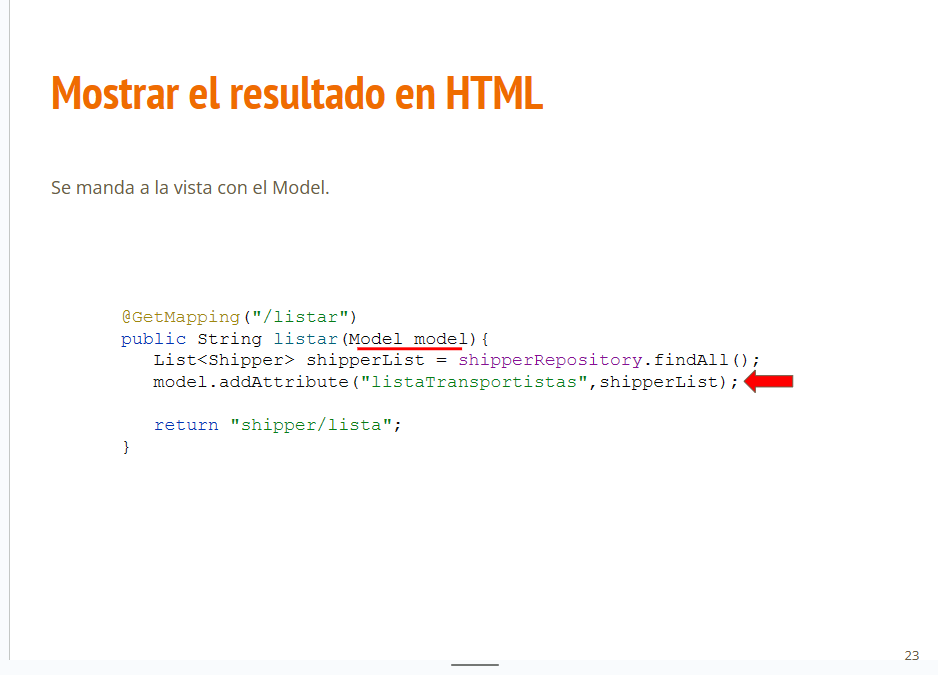 Mostrar el resultado en HTML
Se manda a la vista con el Model.
@GetMapping("/listar")
public String listar(Model model){
List<Shipper> shipperList = shipperRepository.findAll();
model.addAttribute("listaTransportistas",shipperList);
return "shipper/lista";
}
23